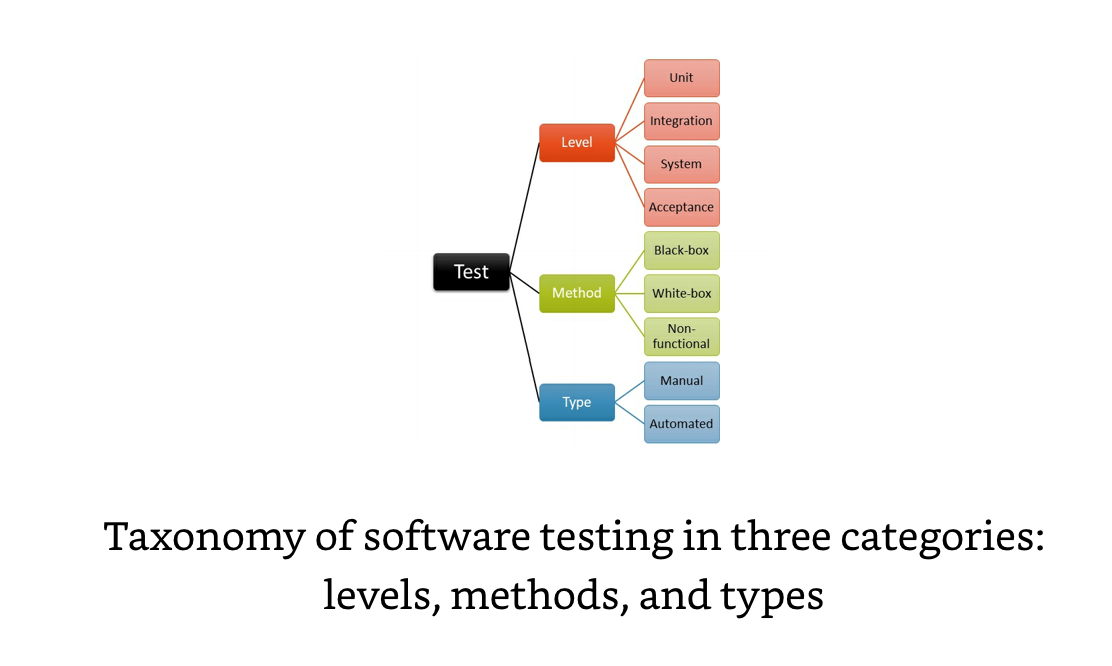 Unit
Integration
Level
System
Acceptance
Black-box
Test
Method
White-box
Non-
functional
Manual
Type
Automated
Taxonomy of software testing in three categories:
levels, methods, and types